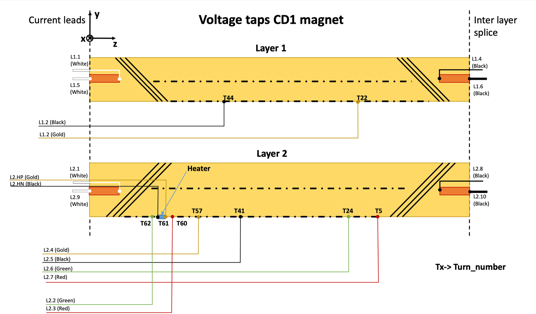 Current leads
y
Voltage taps CD1 magnet
Inter layer
splice
x
z
Layer 1
L1.1
(White)
L1.4
(Black)
L1.5
(White)
L1.6
(Black)
T44
T22
L1.2 (Black)
L1.2 (Gold)
Layer 2
L2.HP (Gold)
L2.HN (Black)
L2.1
(White)
Heater
L2.8
(Black)
L2.9
(White)
L2.10
(Black)
T62
T61
T60
T57
T41
T24
T5
L2.4 (Gold)
L2.5 (Black)
L2.6 (Green)
L2.7 (Red)
Tx-> Turn_number
L2.2 (Green)
L2.3 (Red)